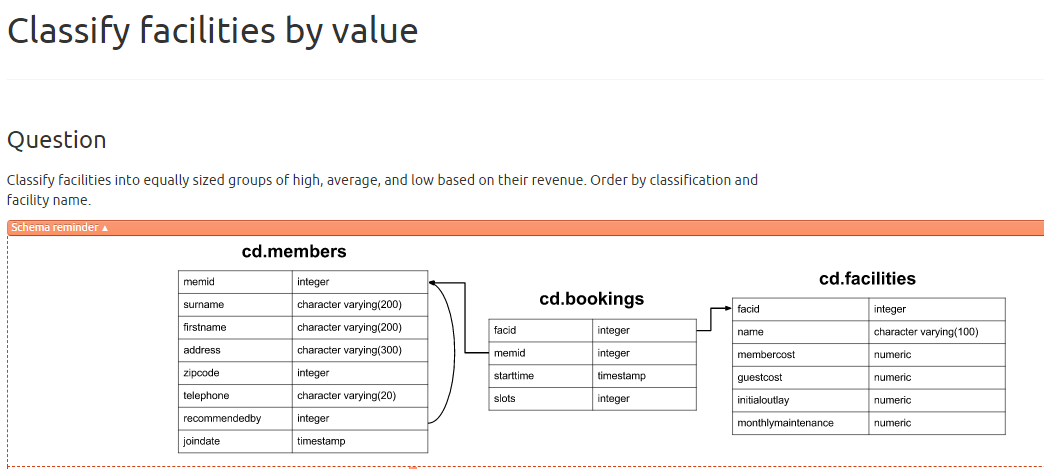 Classify facilities by value
Question
Classify facilities into equally sized groups of high, average, and low based on their revenue. Order by classification and
facility name.
Schema reminder ▲
cd.members
memid integer
surname character varying(200)
firstname character varying(200)
address character varying(300)
zipcode integer
telephone character varying(20)
recommendedby integer
joindate timestamp
cd.bookings
facid integer
memid integer
starttime timestamp
slots integer
cd.facilities
facid integer
name character varying(100)
membercost numeric
guestcost numeric
initialoutlay numeric
monthlymaintenance numeric